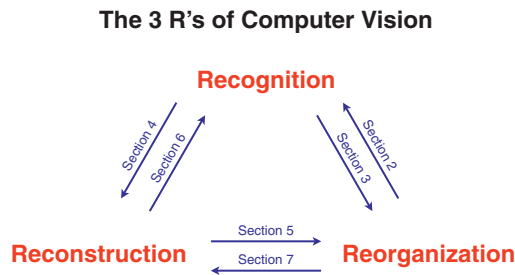 The 3 R's of Computer Vision
Recognition
Section 4
Section 6
Section 3
Section 2
Section 5
Section 7
Reconstruction
Reorganization